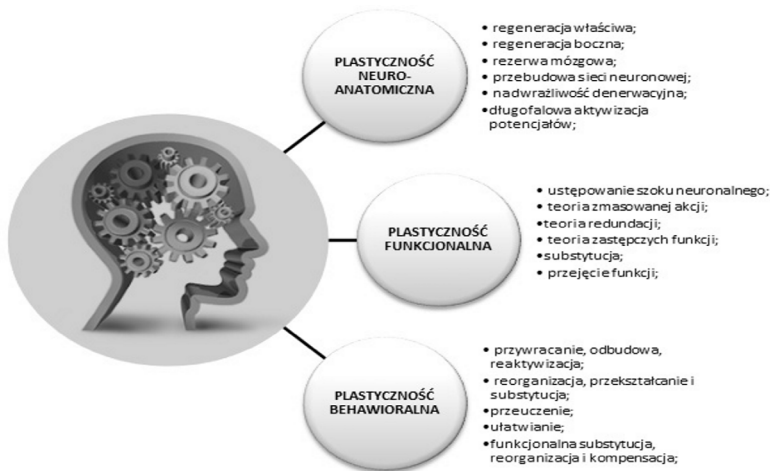 PLASTYCZNOŚĆ
NEURO-
ANATOMICZNA
• regeneracja właściwa;
• regeneracja boczna;
• rezerwa mózgowa;
• przebudowa sieci neuronowej;
• nadwrażliwość denerwacyjna;
•długofalowa aktywizacja
potencjałów;
PLASTYCZNOŚĆ
FUNKCJONALNA
• ustępowanie szoku neuronalnego;
• teoria zmasowanej akcji;
•teoria redundacji;
• teoria zastępczych funkcji;
•substytucja;
• przejęcie funkcji;
PLASTYCZNOŚĆ
BEHAWIORALNA
• przywracanie, odbudowa,
reaktywizacja;
• reorganizacja, przekształcanie i
substytucja;
•przeuczenie;
•ułatwianie;
•funkcjonalna substytucja,
reorganizacja i kompensacja;